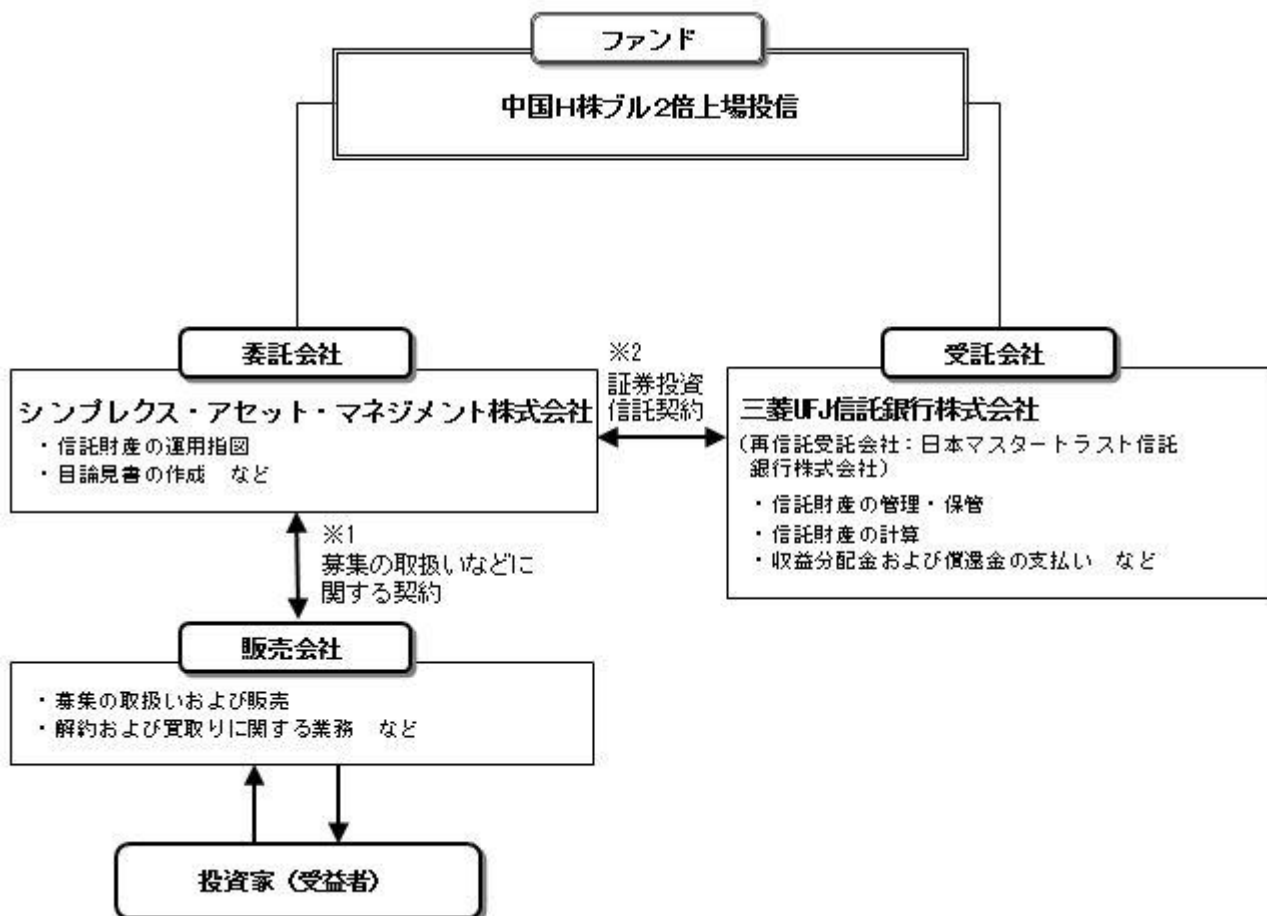 ファンド
中国H株ブル2倍上場投信
委託会社
シンプレクス・アセット・マネジメント株式会社
・信託財産の運用指図
・目論見書の作成 など
※2
証券投資
信託契約
受託会社
三菱UFJ信託銀行株式会社
(再信託受託会社:日本マスタートラスト信託
銀行株式会社)
・信託財産の管理・保管
・信託財産の計算
・収益分配金および償還金の支払い など
※1
募集の取扱いなどに
関する契約
販売会社
・募集の取扱いおよび販売
・解約および買取りに関する業務 など
投資家(受益者)